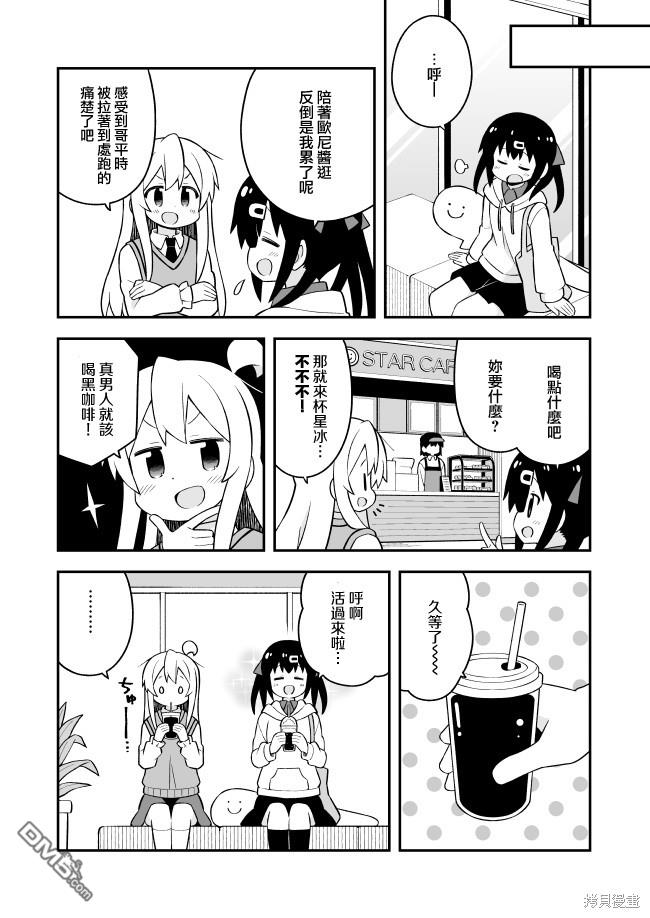 …呼ー
陪著歐尼醬逛
反倒是我累了呢
感受到哥平時
被拉著到處跑的
痛楚了吧
喝點什麼吧
妳要什麼?
STAR CAF
那就來杯星冰…
不不不!
真男人就該
喝黑咖啡!
久等了~~~
呼啊
活過來啦…
………
ちゅー
DM5.com
拷貝漫畫